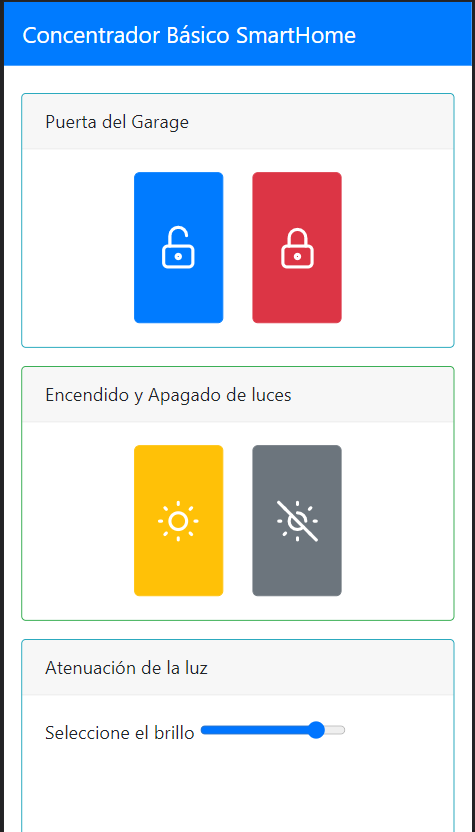 Concentrador Básico SmartHome
Puerta del Garage
Encendido y Apagado de luces
Atenuación de la luz
Seleccione el brillo